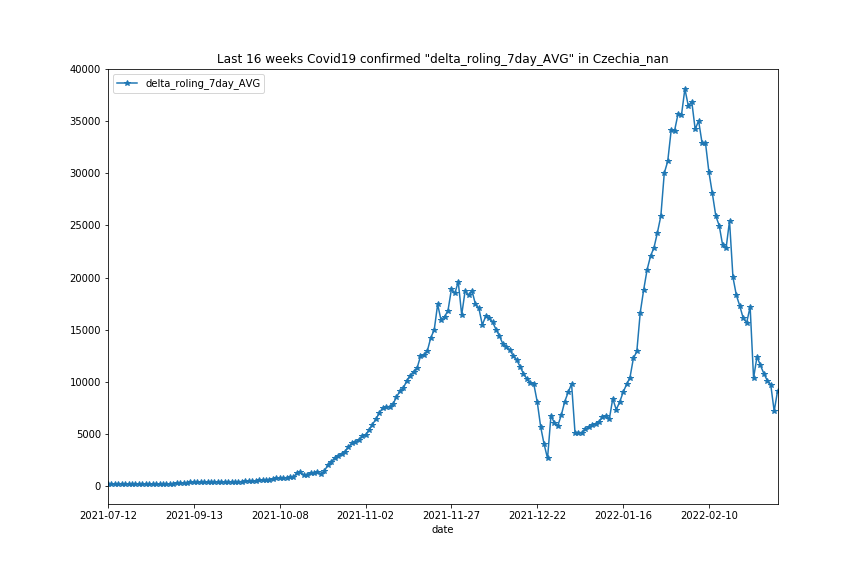 Last 16 weeks Covid19 confirmed "delta_roling_7day_AVG" in Czechia_nan
delta_roling_7day_AVG
40000
35000
30000
25000
20000
15000
10000
5000
0
2021-07-12 2021-09-13 2021-10-08 2021-11-02 2021-11-27 2021-12-22 2022-01-16 2022-02-10
date